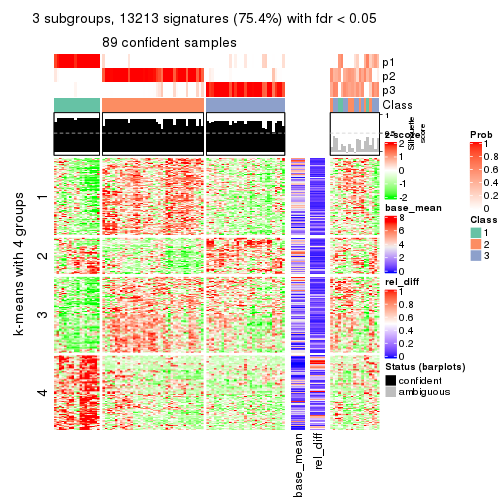 3 subgroups, 13213 signatures (75.4%) with fdr < 0.05
89 confident samples
p1
p2
p3
Class
1
Silhouette
score
k-means with 4 groups
1
2
3
4
base_mean
rel_diff
z-score
2
1
0
-1
-2
base_mean
8
6
4
2
0
rel_diff
1
0.8
0.6
0.4
0.2
0
Status (barplots)
confident
ambiguous
Prob
1
0.8
0.6
0.4
0.2
0
Class
1
2
3